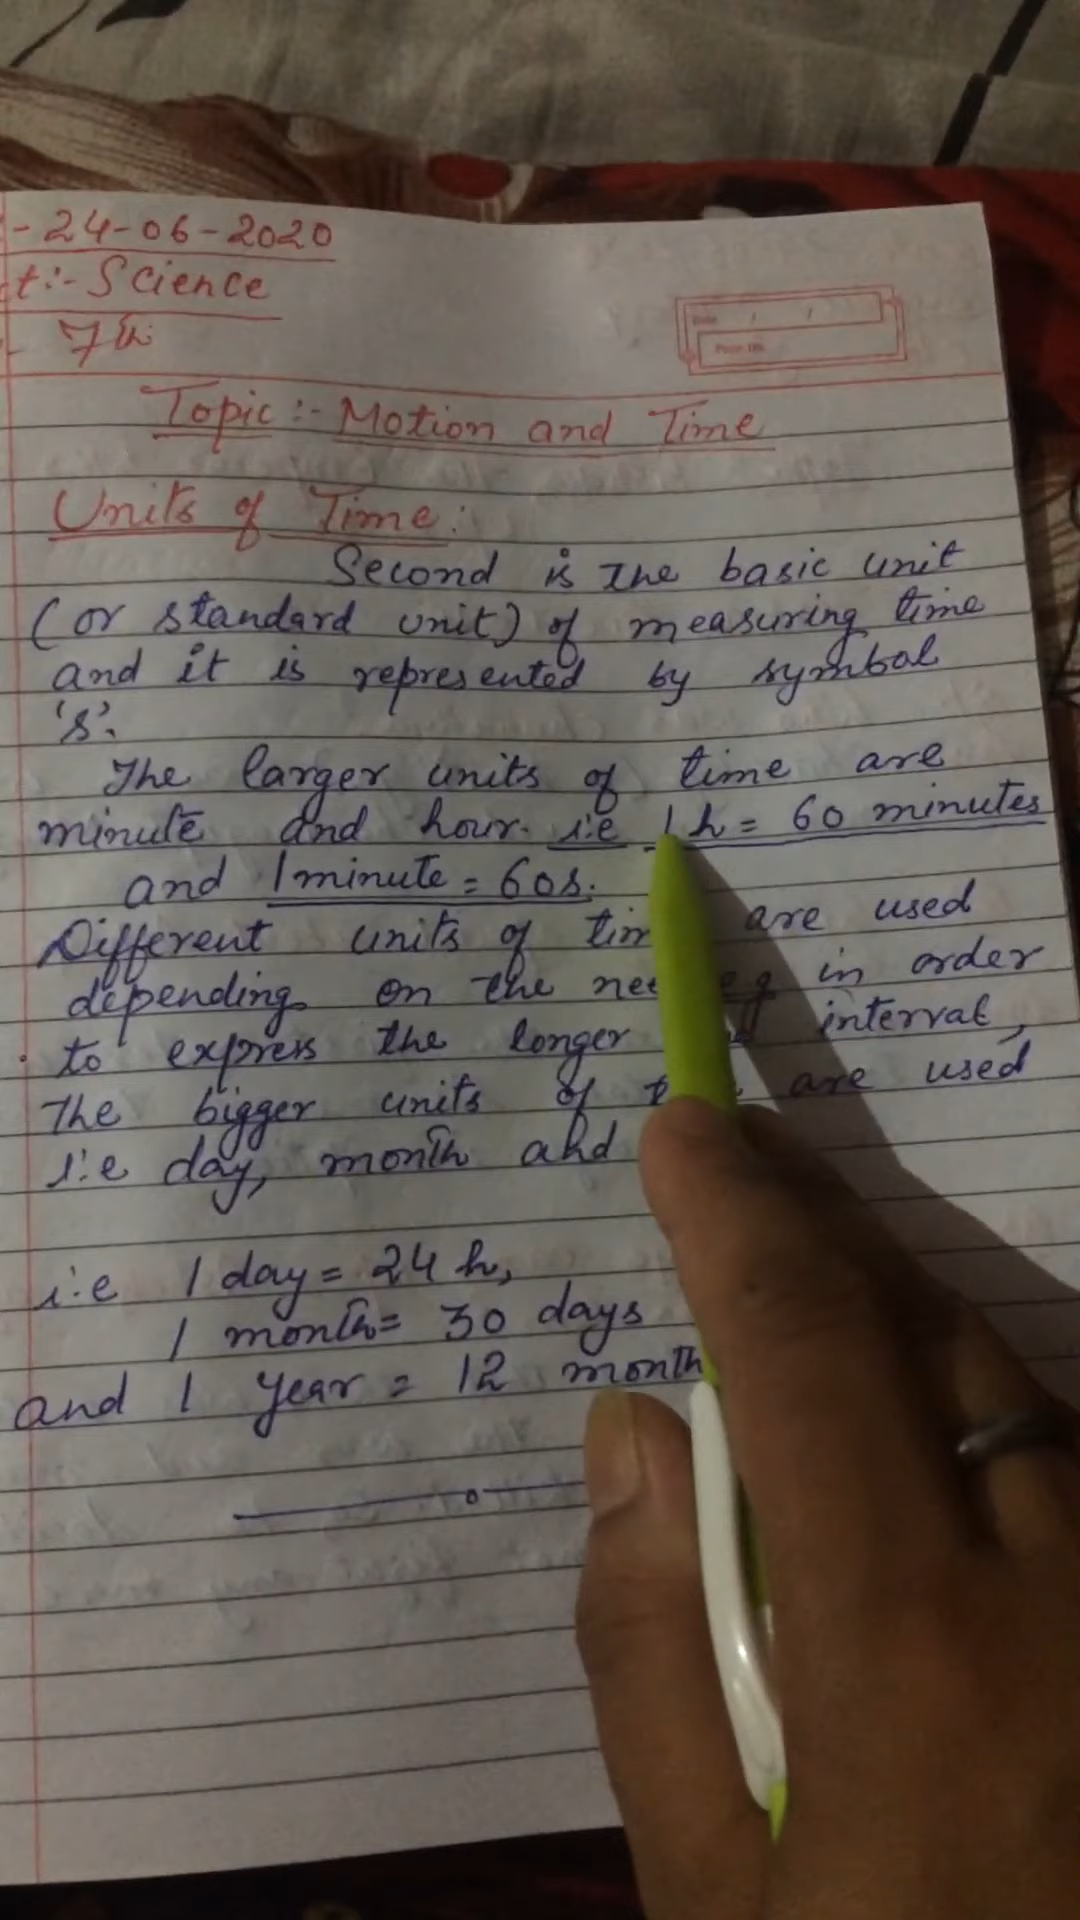 - 24-06-2020
t:- Science
- 7th
Date / /
Page No.
Topic :- Motion and Time
Units of Time :
Second is the basic unit
(or standard unit) of measuring time
and it is represented by symbol
's'.
The larger units of time are
minute and hour. i.e 1 h = 60 minutes
and 1 minute = 60s.
Different units of are used
depending on the e.g in order
to express the longer interval,
The bigger units of are used
i.e day, month and
i.e 1 day = 24 h,
1 month = 30 days
and 1 year = 12 month